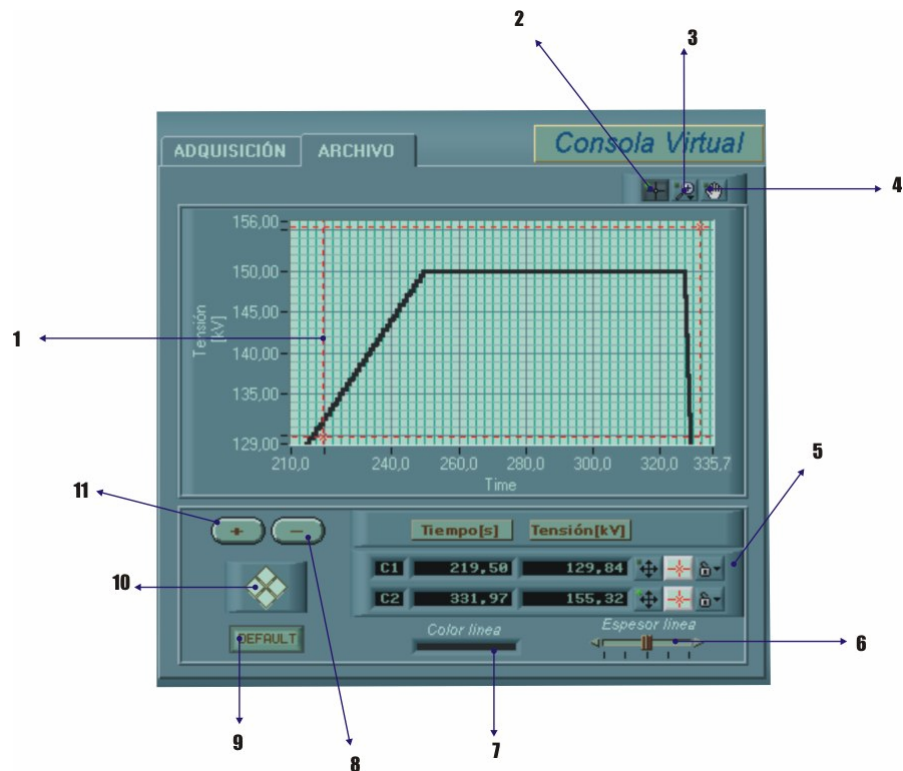 2
3
ADQUISICIÓN
ARCHIVO
Consola Virtual
4
156,00
150,00
145,00
140,00
135,00
129,00
Tensión
[kV]
1
210,0 240,0 260,0 280,0 300,0 320,0 335,7
Time
5
11
+
−
Tiempo[s] Tensión[kV]
C1 219,50 129,84
C2 331,97 155,32
10
DEFAULT
Color línea
Espesor línea
6
9
8
7